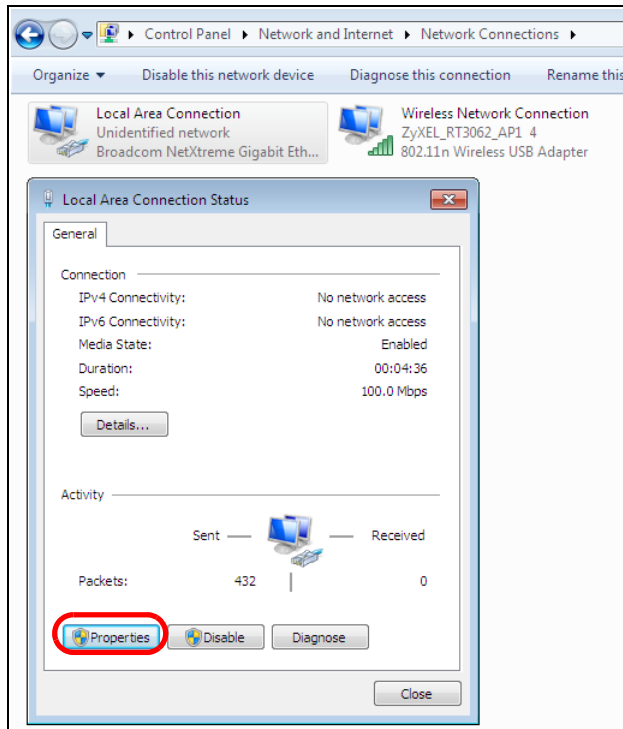 Control Panel ▸ Network and Internet ▸ Network Connections ▸
Organize ▾ Disable this network device Diagnose this connection Rename this
Local Area Connection
Unidentified network
Broadcom NetXtreme Gigabit Eth...
Wireless Network Connection
ZyXEL_RT3062_AP1 4
802.11n Wireless USB Adapter
Local Area Connection Status
General
Connection
IPv4 Connectivity: No network access
IPv6 Connectivity: No network access
Media State: Enabled
Duration: 00:04:36
Speed: 100.0 Mbps
Details...
Activity
Sent — — Received
Packets: 432 | 0
Properties Disable Diagnose
Close